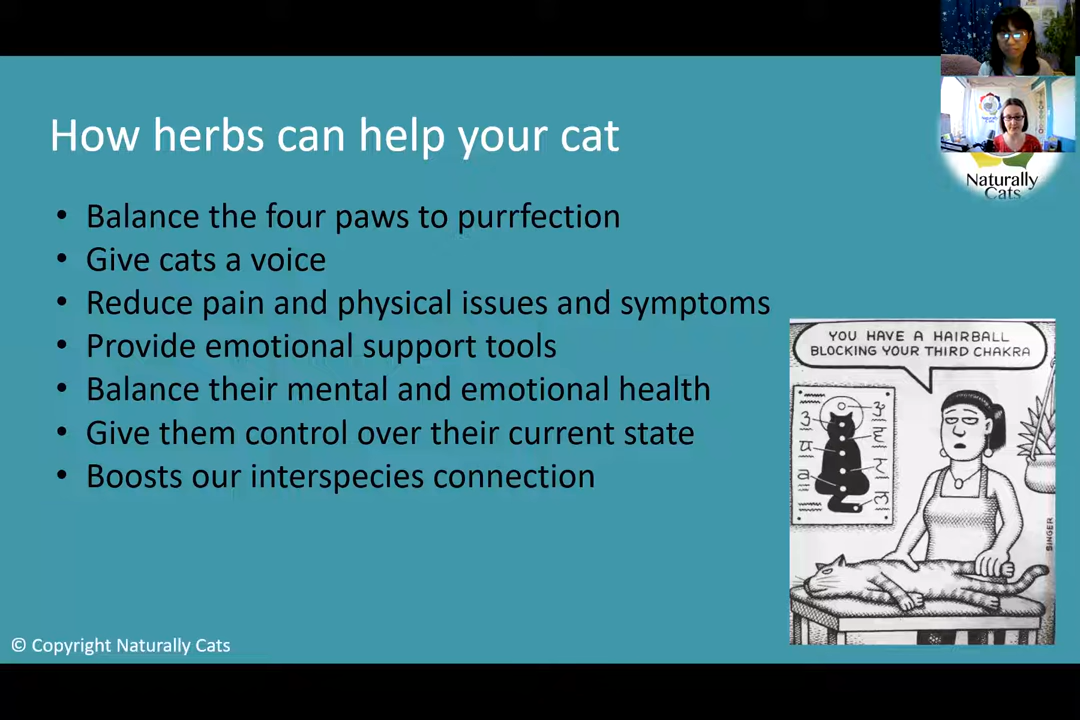 How herbs can help your cat
• Balance the four paws to purrfection
• Give cats a voice
• Reduce pain and physical issues and symptoms
• Provide emotional support tools
• Balance their mental and emotional health
• Give them control over their current state
• Boosts our interspecies connection
Naturally
Cats
YOU HAVE A HAIRBALL
BLOCKING YOUR THIRD CHAKRA
SINGER
© Copyright Naturally Cats